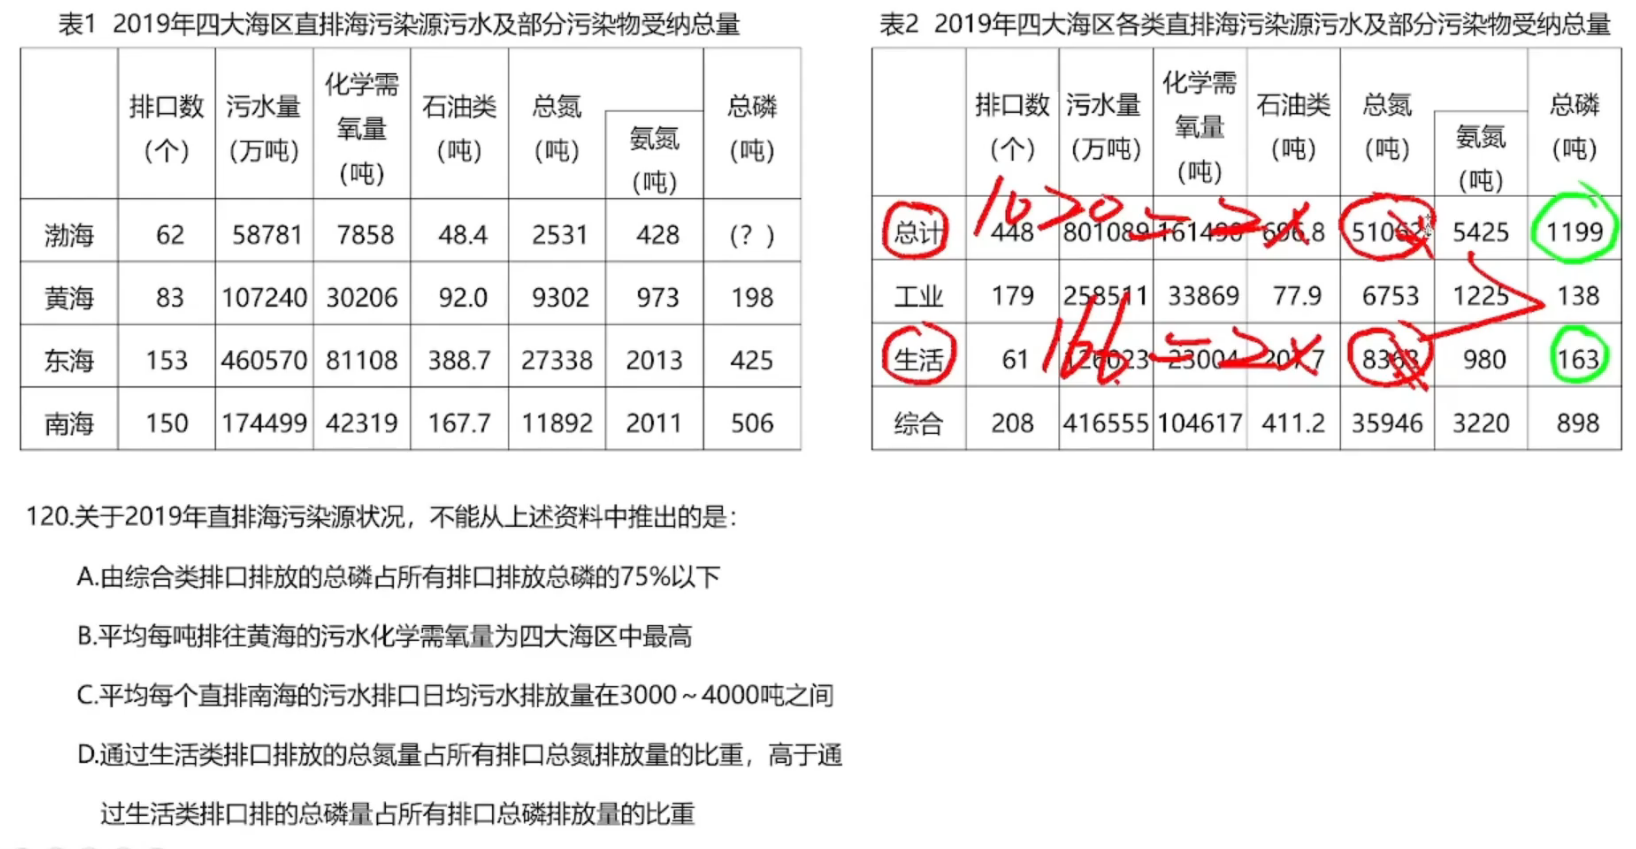 表1 2019年四大海区直排海污染源污水及部分污染物受纳总量
排口数(个) 污水量(万吨) 化学需氧量(吨) 石油类(吨) 总氮(吨) 氨氮(吨) 总磷(吨)
渤海 62 58781 7858 48.4 2531 428 (?)
黄海 83 107240 30206 92.0 9302 973 198
东海 153 460570 81108 388.7 27338 2013 425
南海 150 174499 42319 167.7 11892 2011 506
表2 2019年四大海区各类直排海污染源污水及部分污染物受纳总量
排口数(个) 污水量(万吨) 化学需氧量(吨) 石油类(吨) 总氮(吨) 氨氮(吨) 总磷(吨)
1020=2x
总计 448 801089 161490 696.8 5425 1199
工业 179 258511 33869 77.9 6753 1225 138
166=2x
生活 61 126023 23004 980 163
综合 208 416555 104617 411.2 35946 3220 898
120.关于2019年直排海污染源状况，不能从上述资料中推出的是：
A.由综合类排口排放的总磷占所有排口排放总磷的75%以下
B.平均每吨排往黄海的污水化学需氧量为四大海区中最高
C.平均每个直排南海的污水排口日均污水排放量在3000～4000吨之间
D.通过生活类排口排放的总氮量占所有排口总氮排放量的比重，高于通
过生活类排口排的总磷量占所有排口总磷排放量的比重